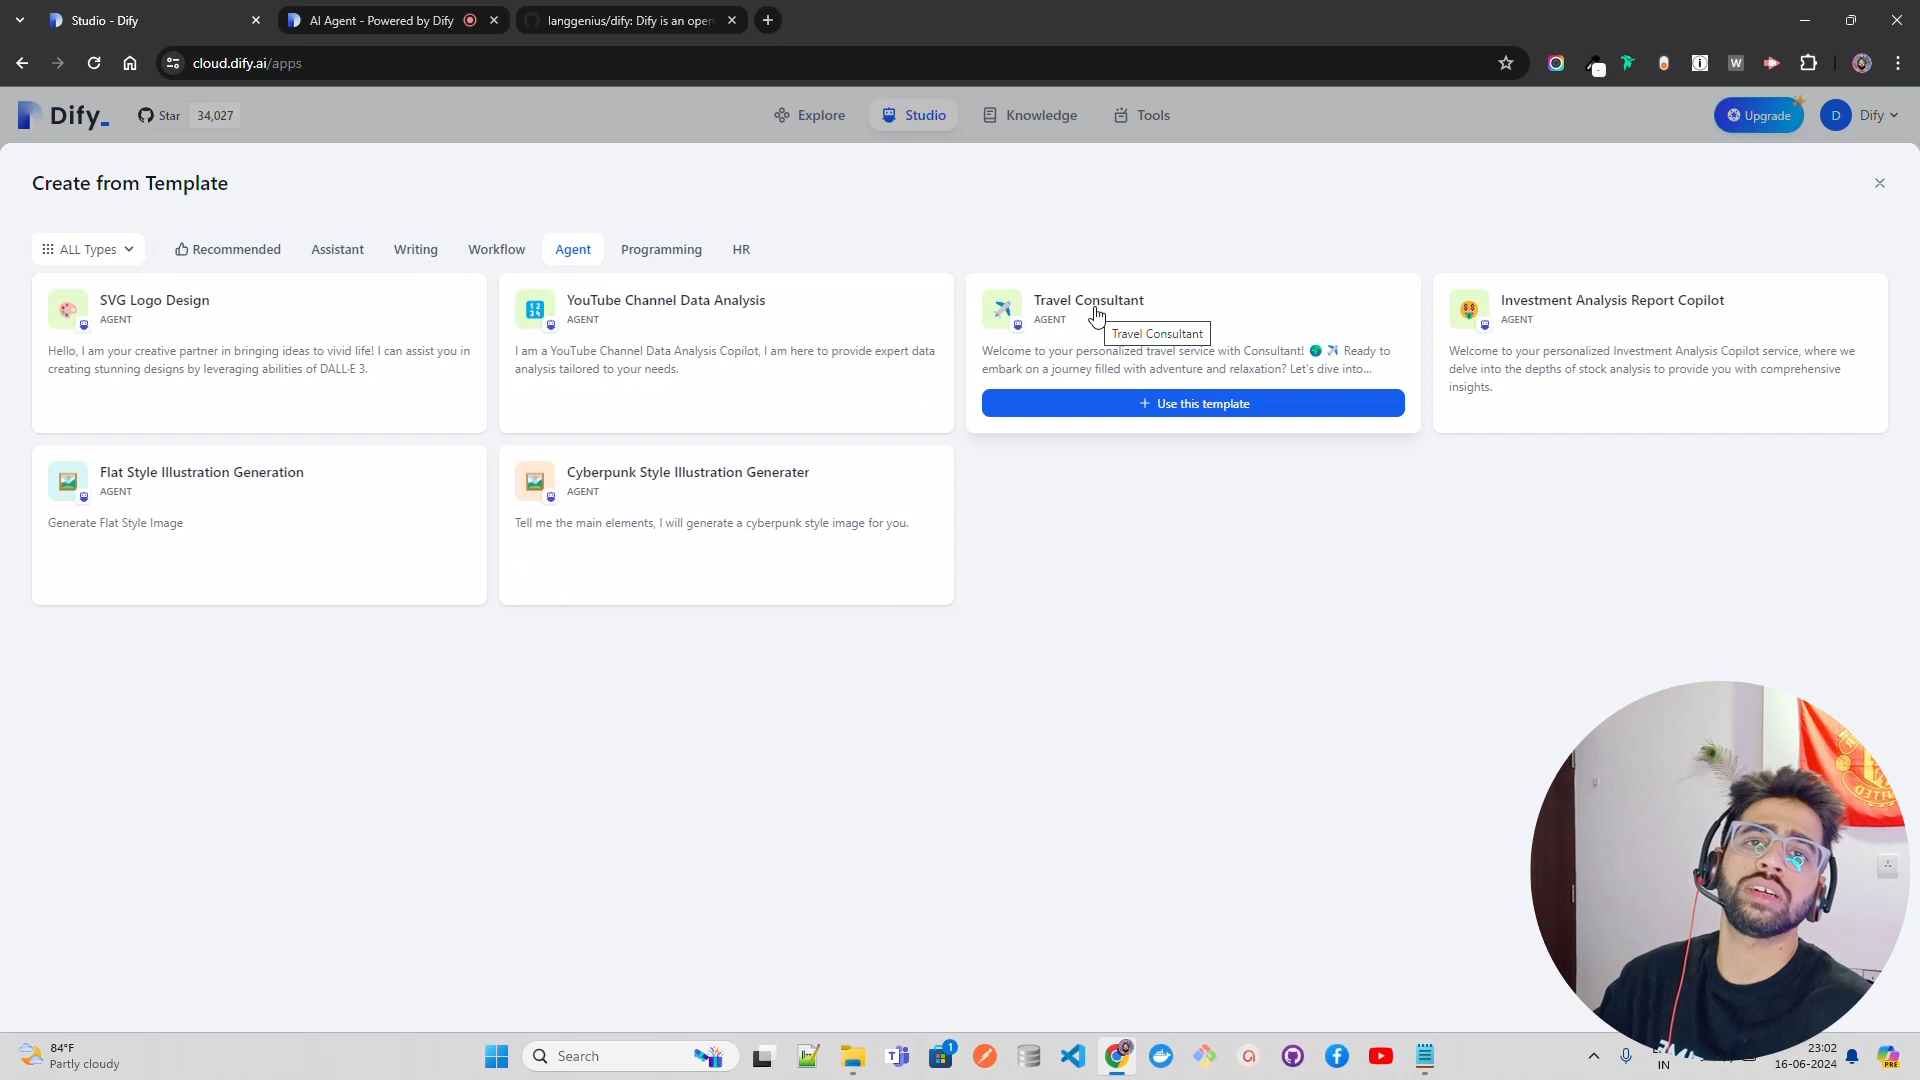 Studio - Dify
AI Agent - Powered by Dify
langgenius/dify: Dify is an open
cloud.dify.ai/apps
Dify_
Star 34,027
Explore
Studio
Knowledge
Tools
Upgrade
D
Dify
Create from Template
ALL Types
Recommended
Assistant
Writing
Workflow
Agent
Programming
HR
SVG Logo Design
AGENT
Hello, I am your creative partner in bringing ideas to vivid life! I can assist you in
creating stunning designs by leveraging abilities of DALL·E 3.
YouTube Channel Data Analysis
AGENT
I am a YouTube Channel Data Analysis Copilot, I am here to provide expert data
analysis tailored to your needs.
Travel Consultant
AGENT
Travel Consultant
Welcome to your personalized travel service with Consultant! 🌍 ✈️ Ready to
embark on a journey filled with adventure and relaxation? Let's dive into...
+ Use this template
Investment Analysis Report Copilot
AGENT
Welcome to your personalized Investment Analysis Copilot service, where we
delve into the depths of stock analysis to provide you with comprehensive
insights.
Flat Style Illustration Generation
AGENT
Generate Flat Style Image
Cyberpunk Style Illustration Generater
AGENT
Tell me the main elements, I will generate a cyberpunk style image for you.
84°F
Partly cloudy
Search
1
IN
23:02
16-06-2024
PRE